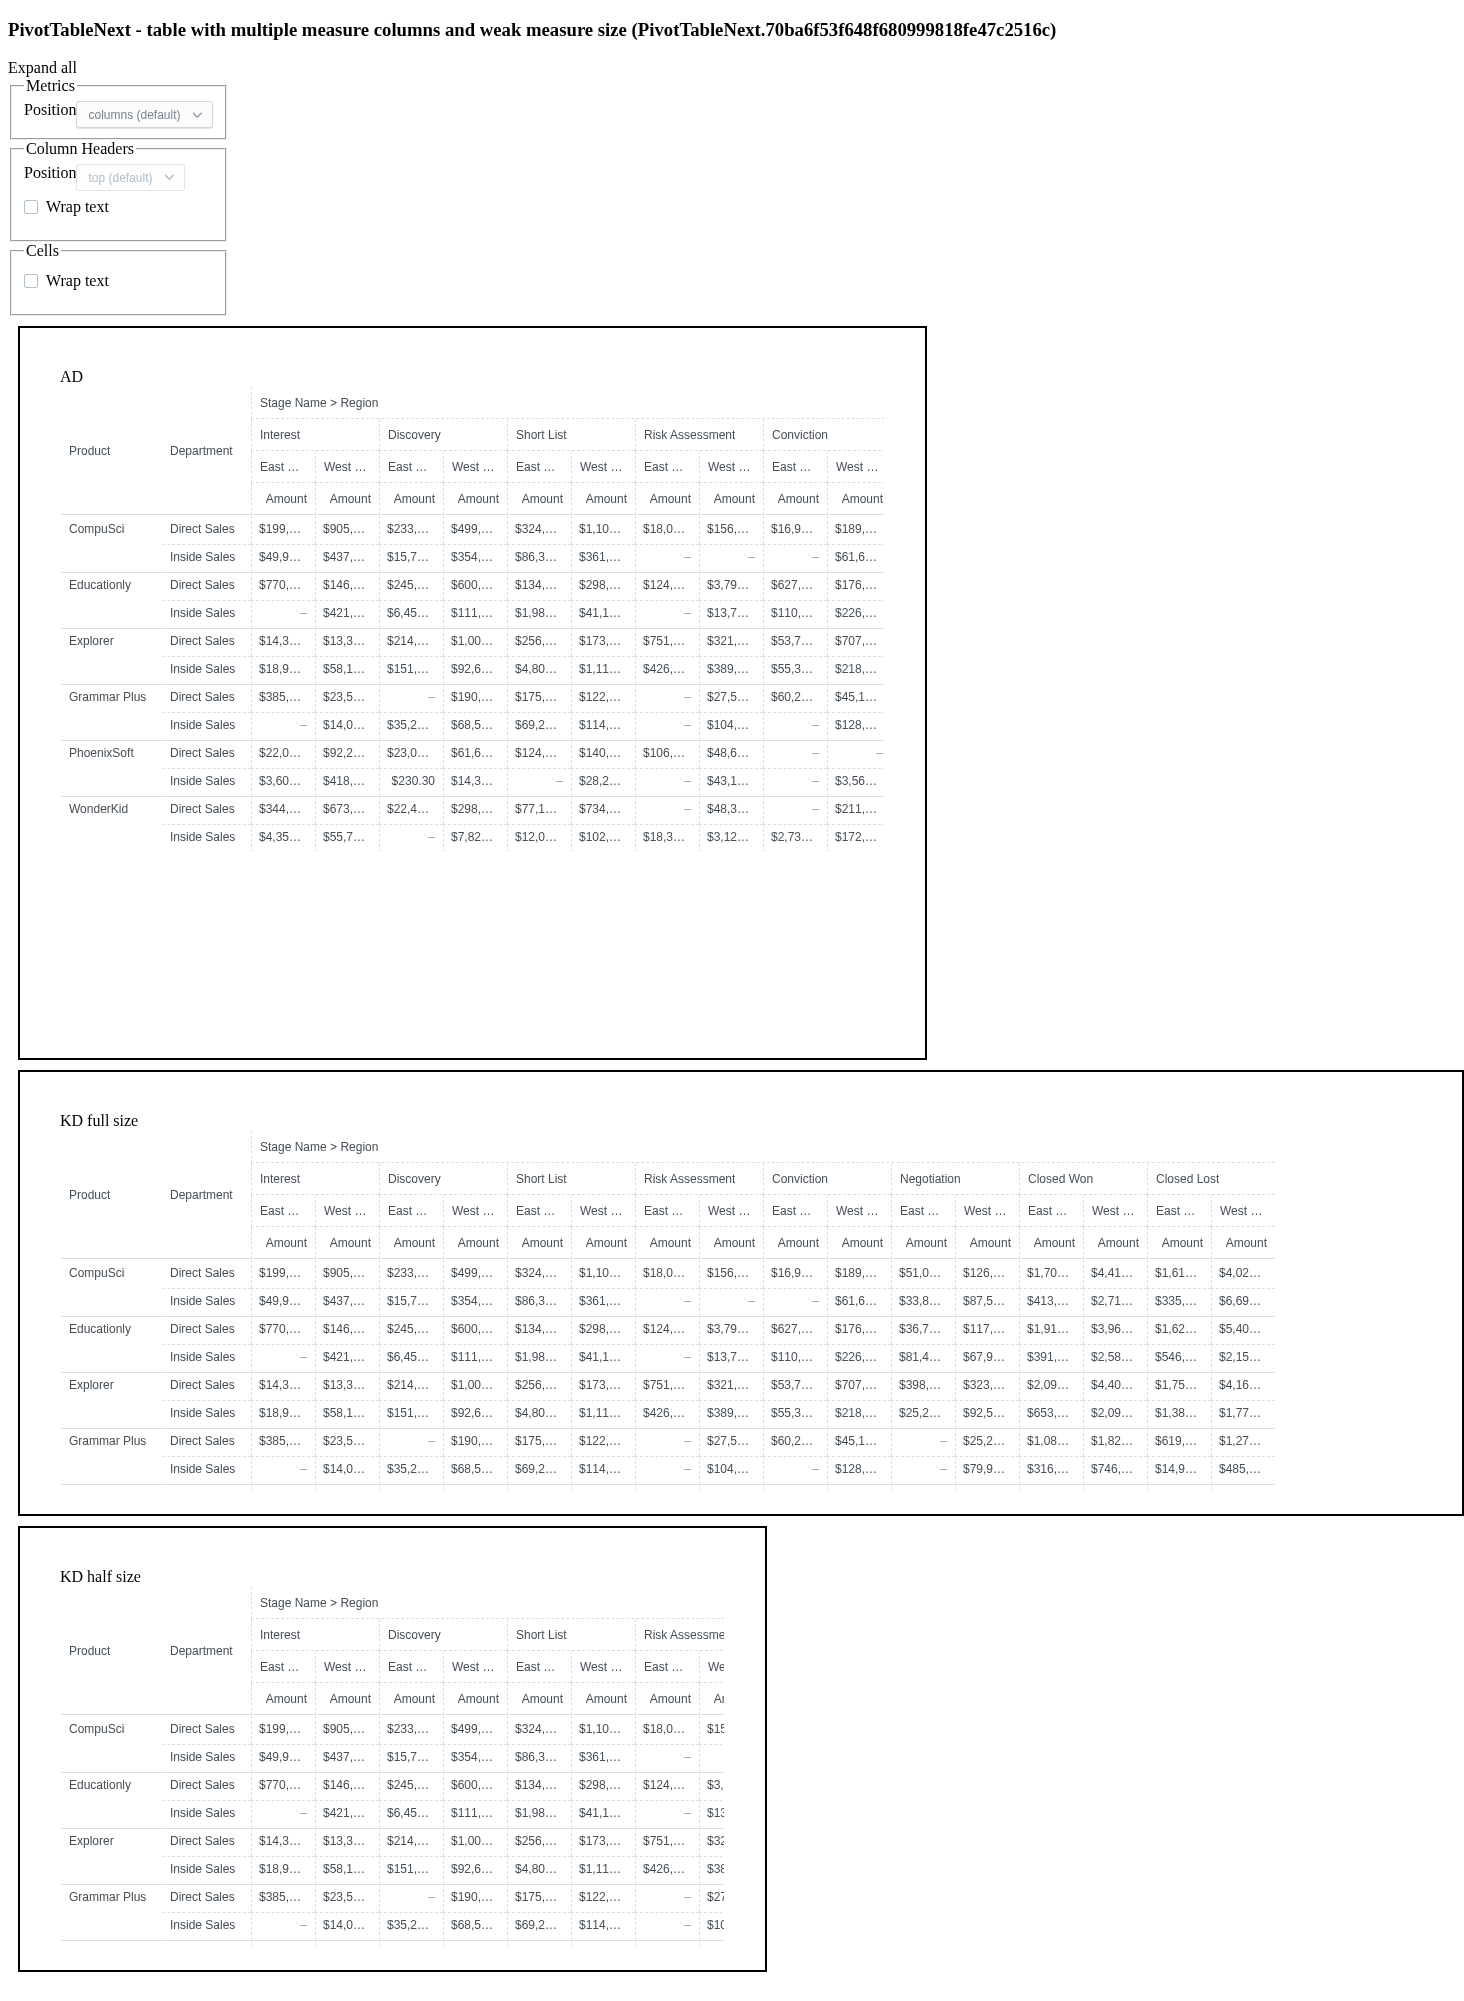 PivotTableNext - table with multiple measure columns and weak measure size (PivotTableNext.70ba6f53f648f680999818fe47c2516c)
Expand all
Metrics
Position columns (default)
Column Headers
Position top (default)
Wrap text
Cells
Wrap text
AD
Stage Name > Region
Interest Discovery Short List Risk Assessment Conviction
Product Department
East … West … East … West … East … West … East … West … East … West …
Amount Amount Amount Amount Amount Amount Amount Amount Amount Amount
CompuSci Direct Sales $199,… $905,… $233,… $499,… $324,… $1,10… $18,0… $156,… $16,9… $189,…
Inside Sales $49,9… $437,… $15,7… $354,… $86,3… $361,… – – – $61,6…
Educationly Direct Sales $770,… $146,… $245,… $600,… $134,… $298,… $124,… $3,79… $627,… $176,…
Inside Sales – $421,… $6,45… $111,… $1,98… $41,1… – $13,7… $110,… $226,…
Explorer Direct Sales $14,3… $13,3… $214,… $1,00… $256,… $173,… $751,… $321,… $53,7… $707,…
Inside Sales $18,9… $58,1… $151,… $92,6… $4,80… $1,11… $426,… $389,… $55,3… $218,…
Grammar Plus Direct Sales $385,… $23,5… – $190,… $175,… $122,… – $27,5… $60,2… $45,1…
Inside Sales – $14,0… $35,2… $68,5… $69,2… $114,… – $104,… – $128,…
PhoenixSoft Direct Sales $22,0… $92,2… $23,0… $61,6… $124,… $140,… $106,… $48,6… – –
Inside Sales $3,60… $418,… $230.30 $14,3… – $28,2… – $43,1… – $3,56…
WonderKid Direct Sales $344,… $673,… $22,4… $298,… $77,1… $734,… – $48,3… – $211,…
Inside Sales $4,35… $55,7… – $7,82… $12,0… $102,… $18,3… $3,12… $2,73… $172,…
KD full size
Stage Name > Region
Interest Discovery Short List Risk Assessment Conviction Negotiation Closed Won Closed Lost
Product Department
East … West … East … West … East … West … East … West … East … West … East … West … East … West … East … West …
Amount Amount Amount Amount Amount Amount Amount Amount Amount Amount Amount Amount Amount Amount Amount Amount
CompuSci Direct Sales $199,… $905,… $233,… $499,… $324,… $1,10… $18,0… $156,… $16,9… $189,… $51,0… $126,… $1,70… $4,41… $1,61… $4,02…
Inside Sales $49,9… $437,… $15,7… $354,… $86,3… $361,… – – – $61,6… $33,8… $87,5… $413,… $2,71… $335,… $6,69…
Educationly Direct Sales $770,… $146,… $245,… $600,… $134,… $298,… $124,… $3,79… $627,… $176,… $36,7… $117,… $1,91… $3,96… $1,62… $5,40…
Inside Sales – $421,… $6,45… $111,… $1,98… $41,1… – $13,7… $110,… $226,… $81,4… $67,9… $391,… $2,58… $546,… $2,15…
Explorer Direct Sales $14,3… $13,3… $214,… $1,00… $256,… $173,… $751,… $321,… $53,7… $707,… $398,… $323,… $2,09… $4,40… $1,75… $4,16…
Inside Sales $18,9… $58,1… $151,… $92,6… $4,80… $1,11… $426,… $389,… $55,3… $218,… $25,2… $92,5… $653,… $2,09… $1,38… $1,77…
Grammar Plus Direct Sales $385,… $23,5… – $190,… $175,… $122,… – $27,5… $60,2… $45,1… – $25,2… $1,08… $1,82… $619,… $1,27…
Inside Sales – $14,0… $35,2… $68,5… $69,2… $114,… – $104,… – $128,… – $79,9… $316,… $746,… $14,9… $485,…
KD half size
Stage Name > Region
Interest Discovery Short List Risk Assessme
Product Department
East … West … East … West … East … West … East … We
Amount Amount Amount Amount Amount Amount Amount Ar
CompuSci Direct Sales $199,… $905,… $233,… $499,… $324,… $1,10… $18,0… $15
Inside Sales $49,9… $437,… $15,7… $354,… $86,3… $361,… –
Educationly Direct Sales $770,… $146,… $245,… $600,… $134,… $298,… $124,… $3,
Inside Sales – $421,… $6,45… $111,… $1,98… $41,1… – $13
Explorer Direct Sales $14,3… $13,3… $214,… $1,00… $256,… $173,… $751,… $32
Inside Sales $18,9… $58,1… $151,… $92,6… $4,80… $1,11… $426,… $38
Grammar Plus Direct Sales $385,… $23,5… – $190,… $175,… $122,… – $27
Inside Sales – $14,0… $35,2… $68,5… $69,2… $114,… – $10